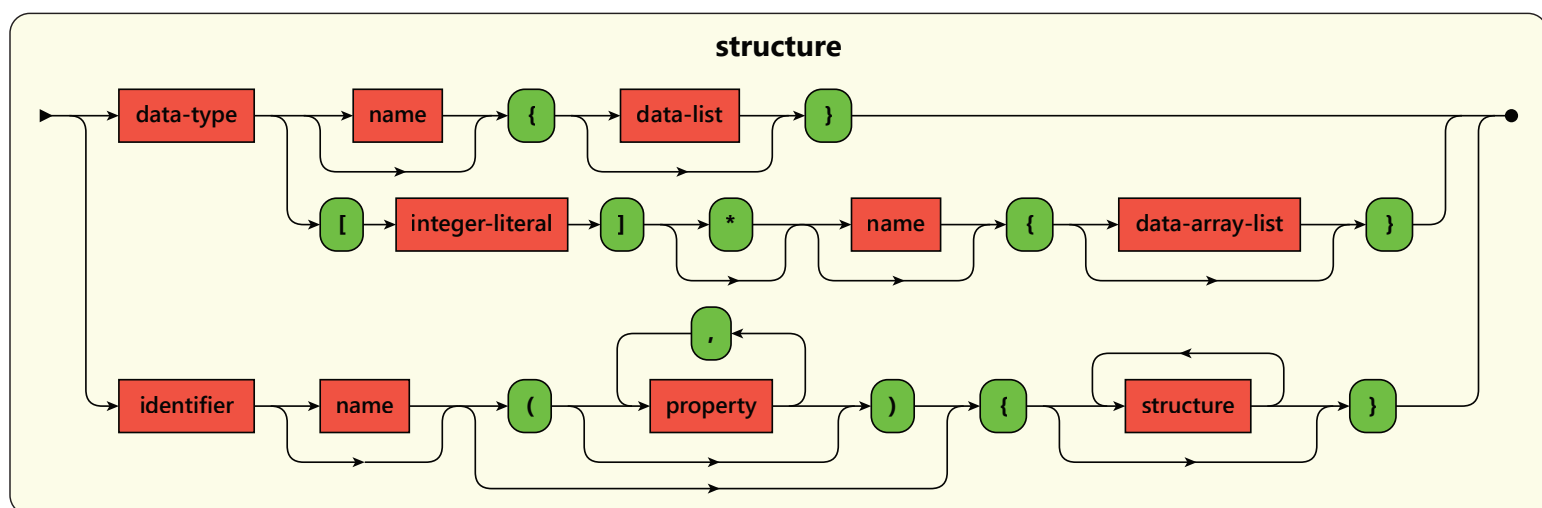 structure
data-type name { data-list }
[ integer-literal ] * name { data-array-list }
,
identifier name ( property ) { structure }